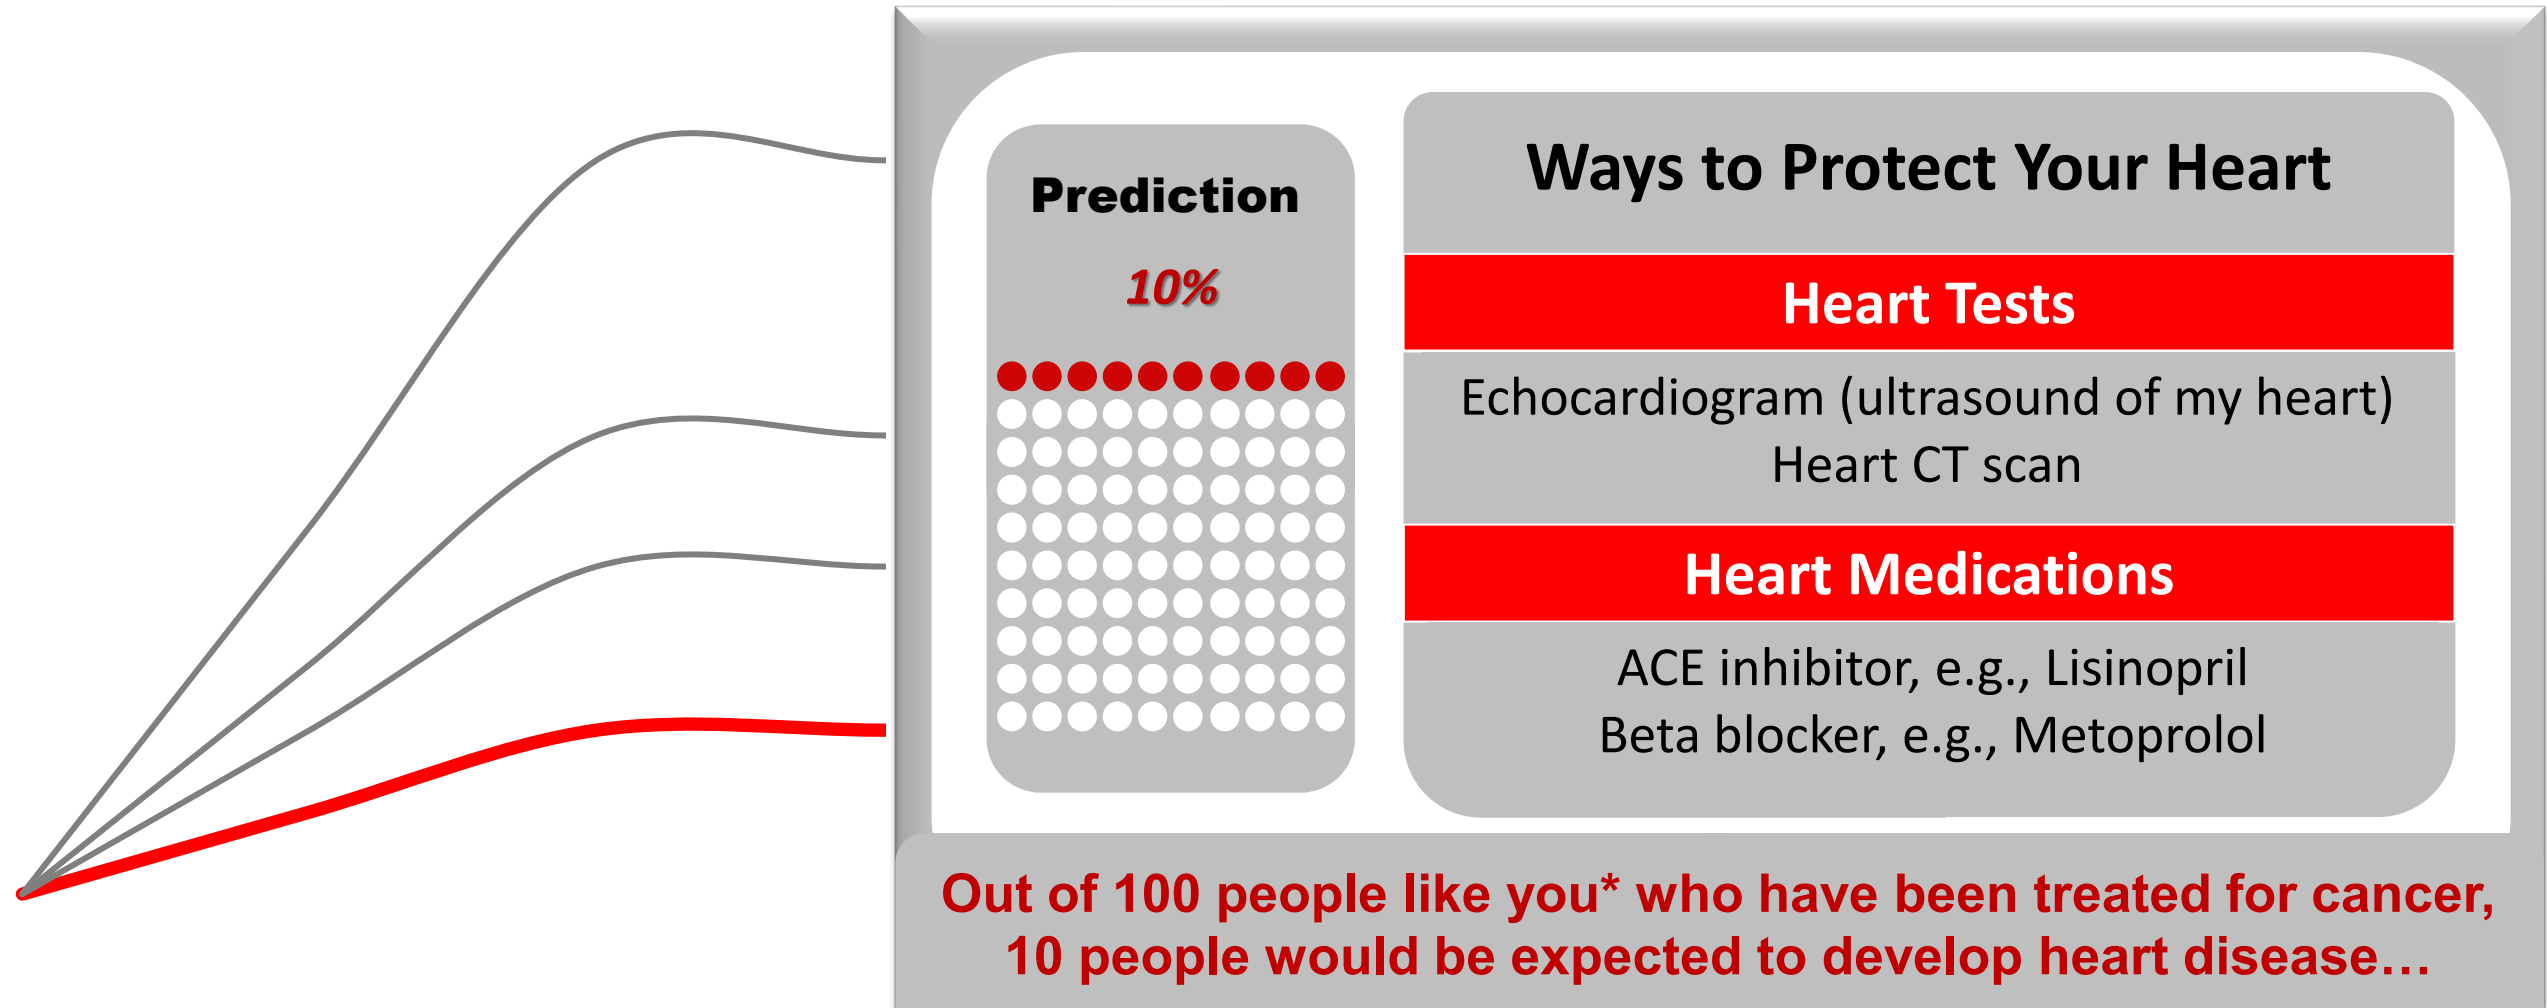 Prediction
10%
Ways to Protect Your Heart
Heart Tests
Echocardiogram (ultrasound of my heart)
Heart CT scan
Heart Medications
ACE inhibitor, e.g., Lisinopril
Beta blocker, e.g., Metoprolol
Out of 100 people like you* who have been treated for cancer,
10 people would be expected to develop heart disease…